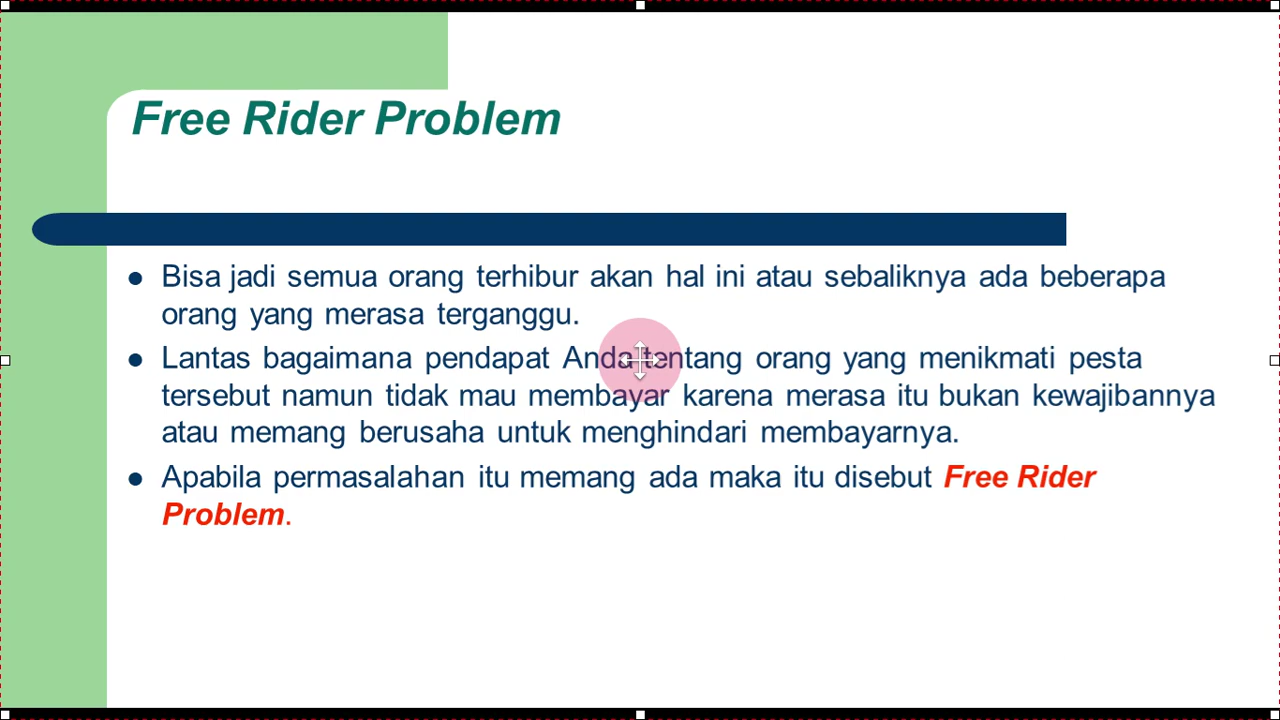 Free Rider Problem
● Bisa jadi semua orang terhibur akan hal ini atau sebaliknya ada beberapa
orang yang merasa terganggu.
● Lantas bagaimana pendapat Anda tentang orang yang menikmati pesta
tersebut namun tidak mau membayar karena merasa itu bukan kewajibannya
atau memang berusaha untuk menghindari membayarnya.
● Apabila permasalahan itu memang ada maka itu disebut Free Rider
Problem.